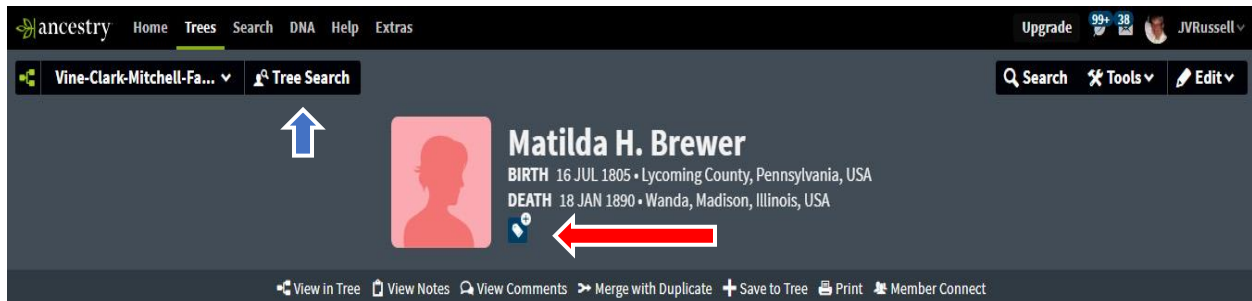 ancestry Home Trees Search DNA Help Extras Upgrade 99+ 38 JVRussell
Vine-Clark-Mitchell-Fa... Tree Search Search Tools Edit
Matilda H. Brewer
BIRTH 16 JUL 1805 • Lycoming County, Pennsylvania, USA
DEATH 18 JAN 1890 • Wanda, Madison, Illinois, USA
View in Tree View Notes View Comments Merge with Duplicate Save to Tree Print Member Connect